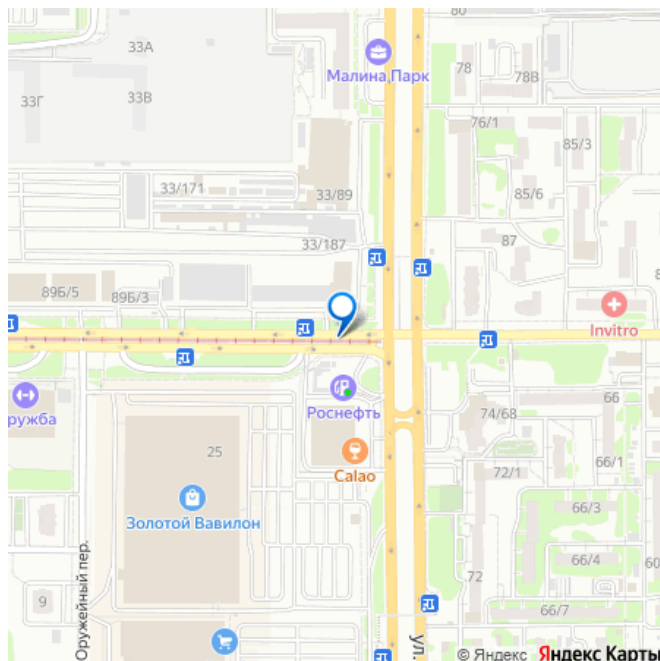 80
33А
Малина Парк
78
78В
33Г
33В
76/1
85/3
33/171
33/89
85/6
33/187
87
89Б/5
89Б/3
Invitro
ружба
Роснефть
66
74/68
25
Calao
72/1
66/1
Золотой Вавилон
66/3
66/4
60
9
72
66/7
Оружейный пер.
ул.
© Яндекс Яндекс Карты